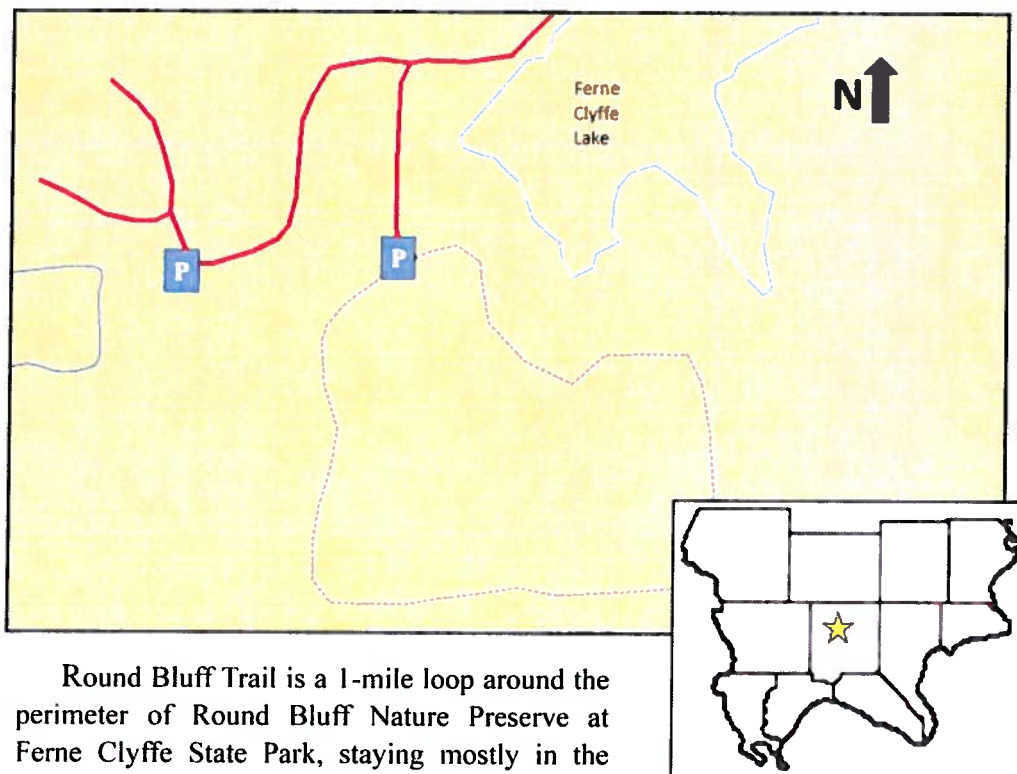 Ferne
Clyffe
Lake
N
P
P
Round Bluff Trail is a 1-mile loop around the
perimeter of Round Bluff Nature Preserve at
Ferne Clyffe State Park, staying mostly in the